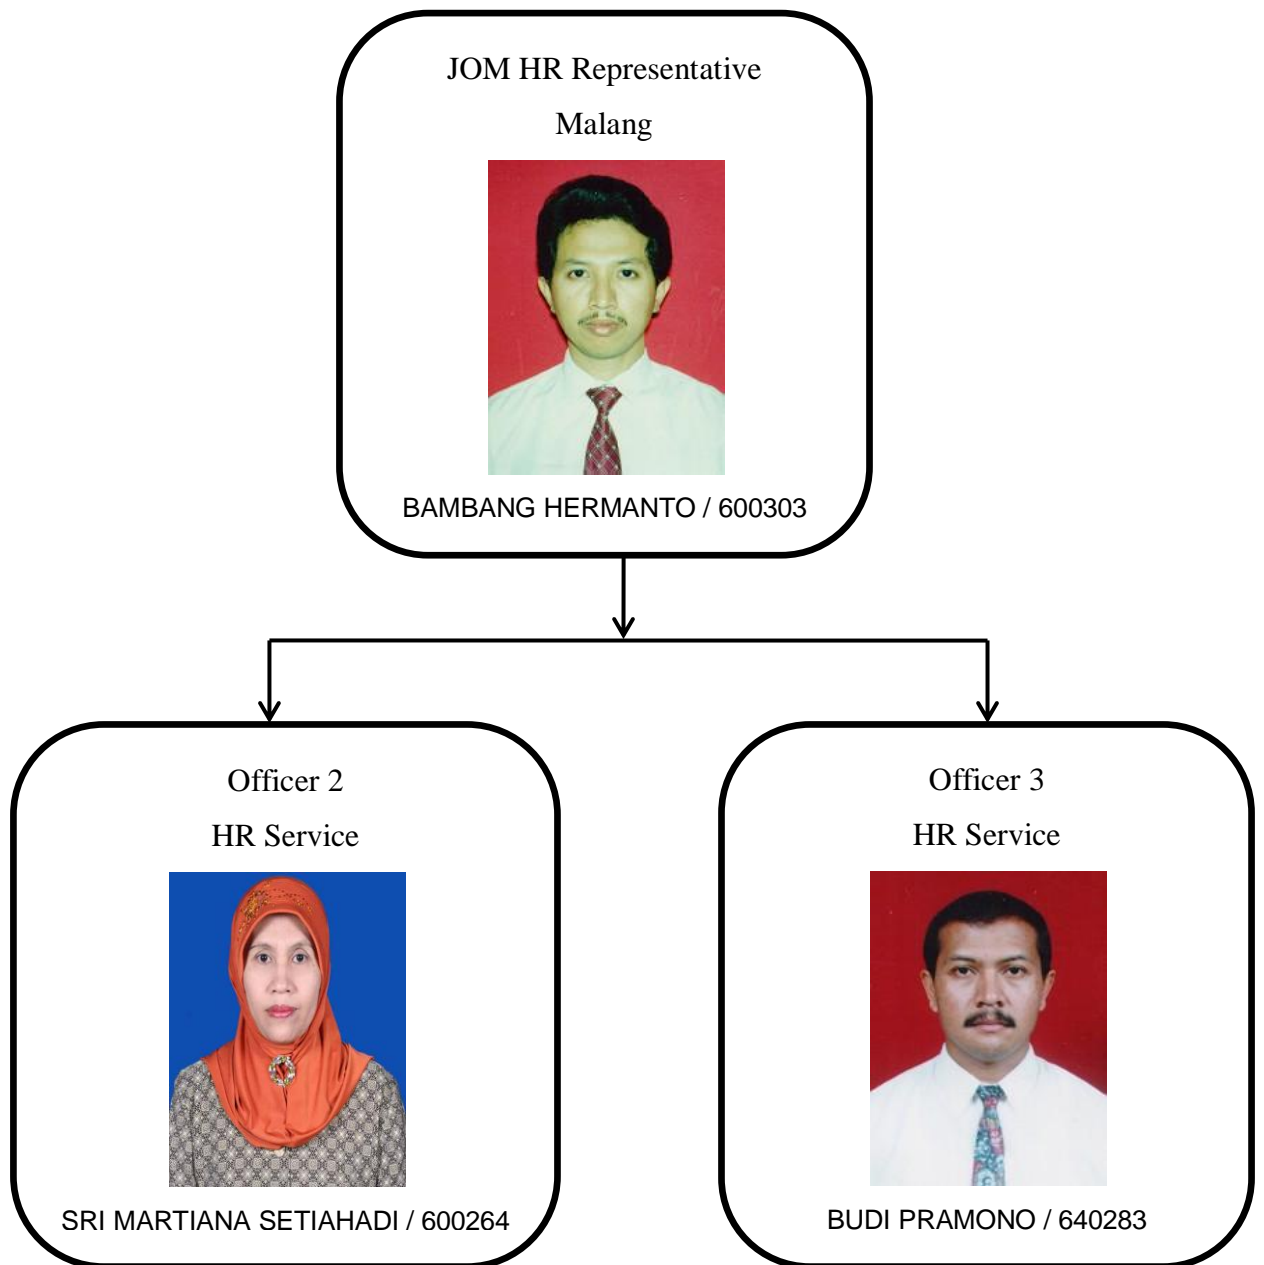 JOM HR Representative
Malang
BAMBANG HERMANTO / 600303
Officer 2
HR Service
SRI MARTIANA SETIAHADI / 600264
Officer 3
HR Service
BUDI PRAMONO / 640283